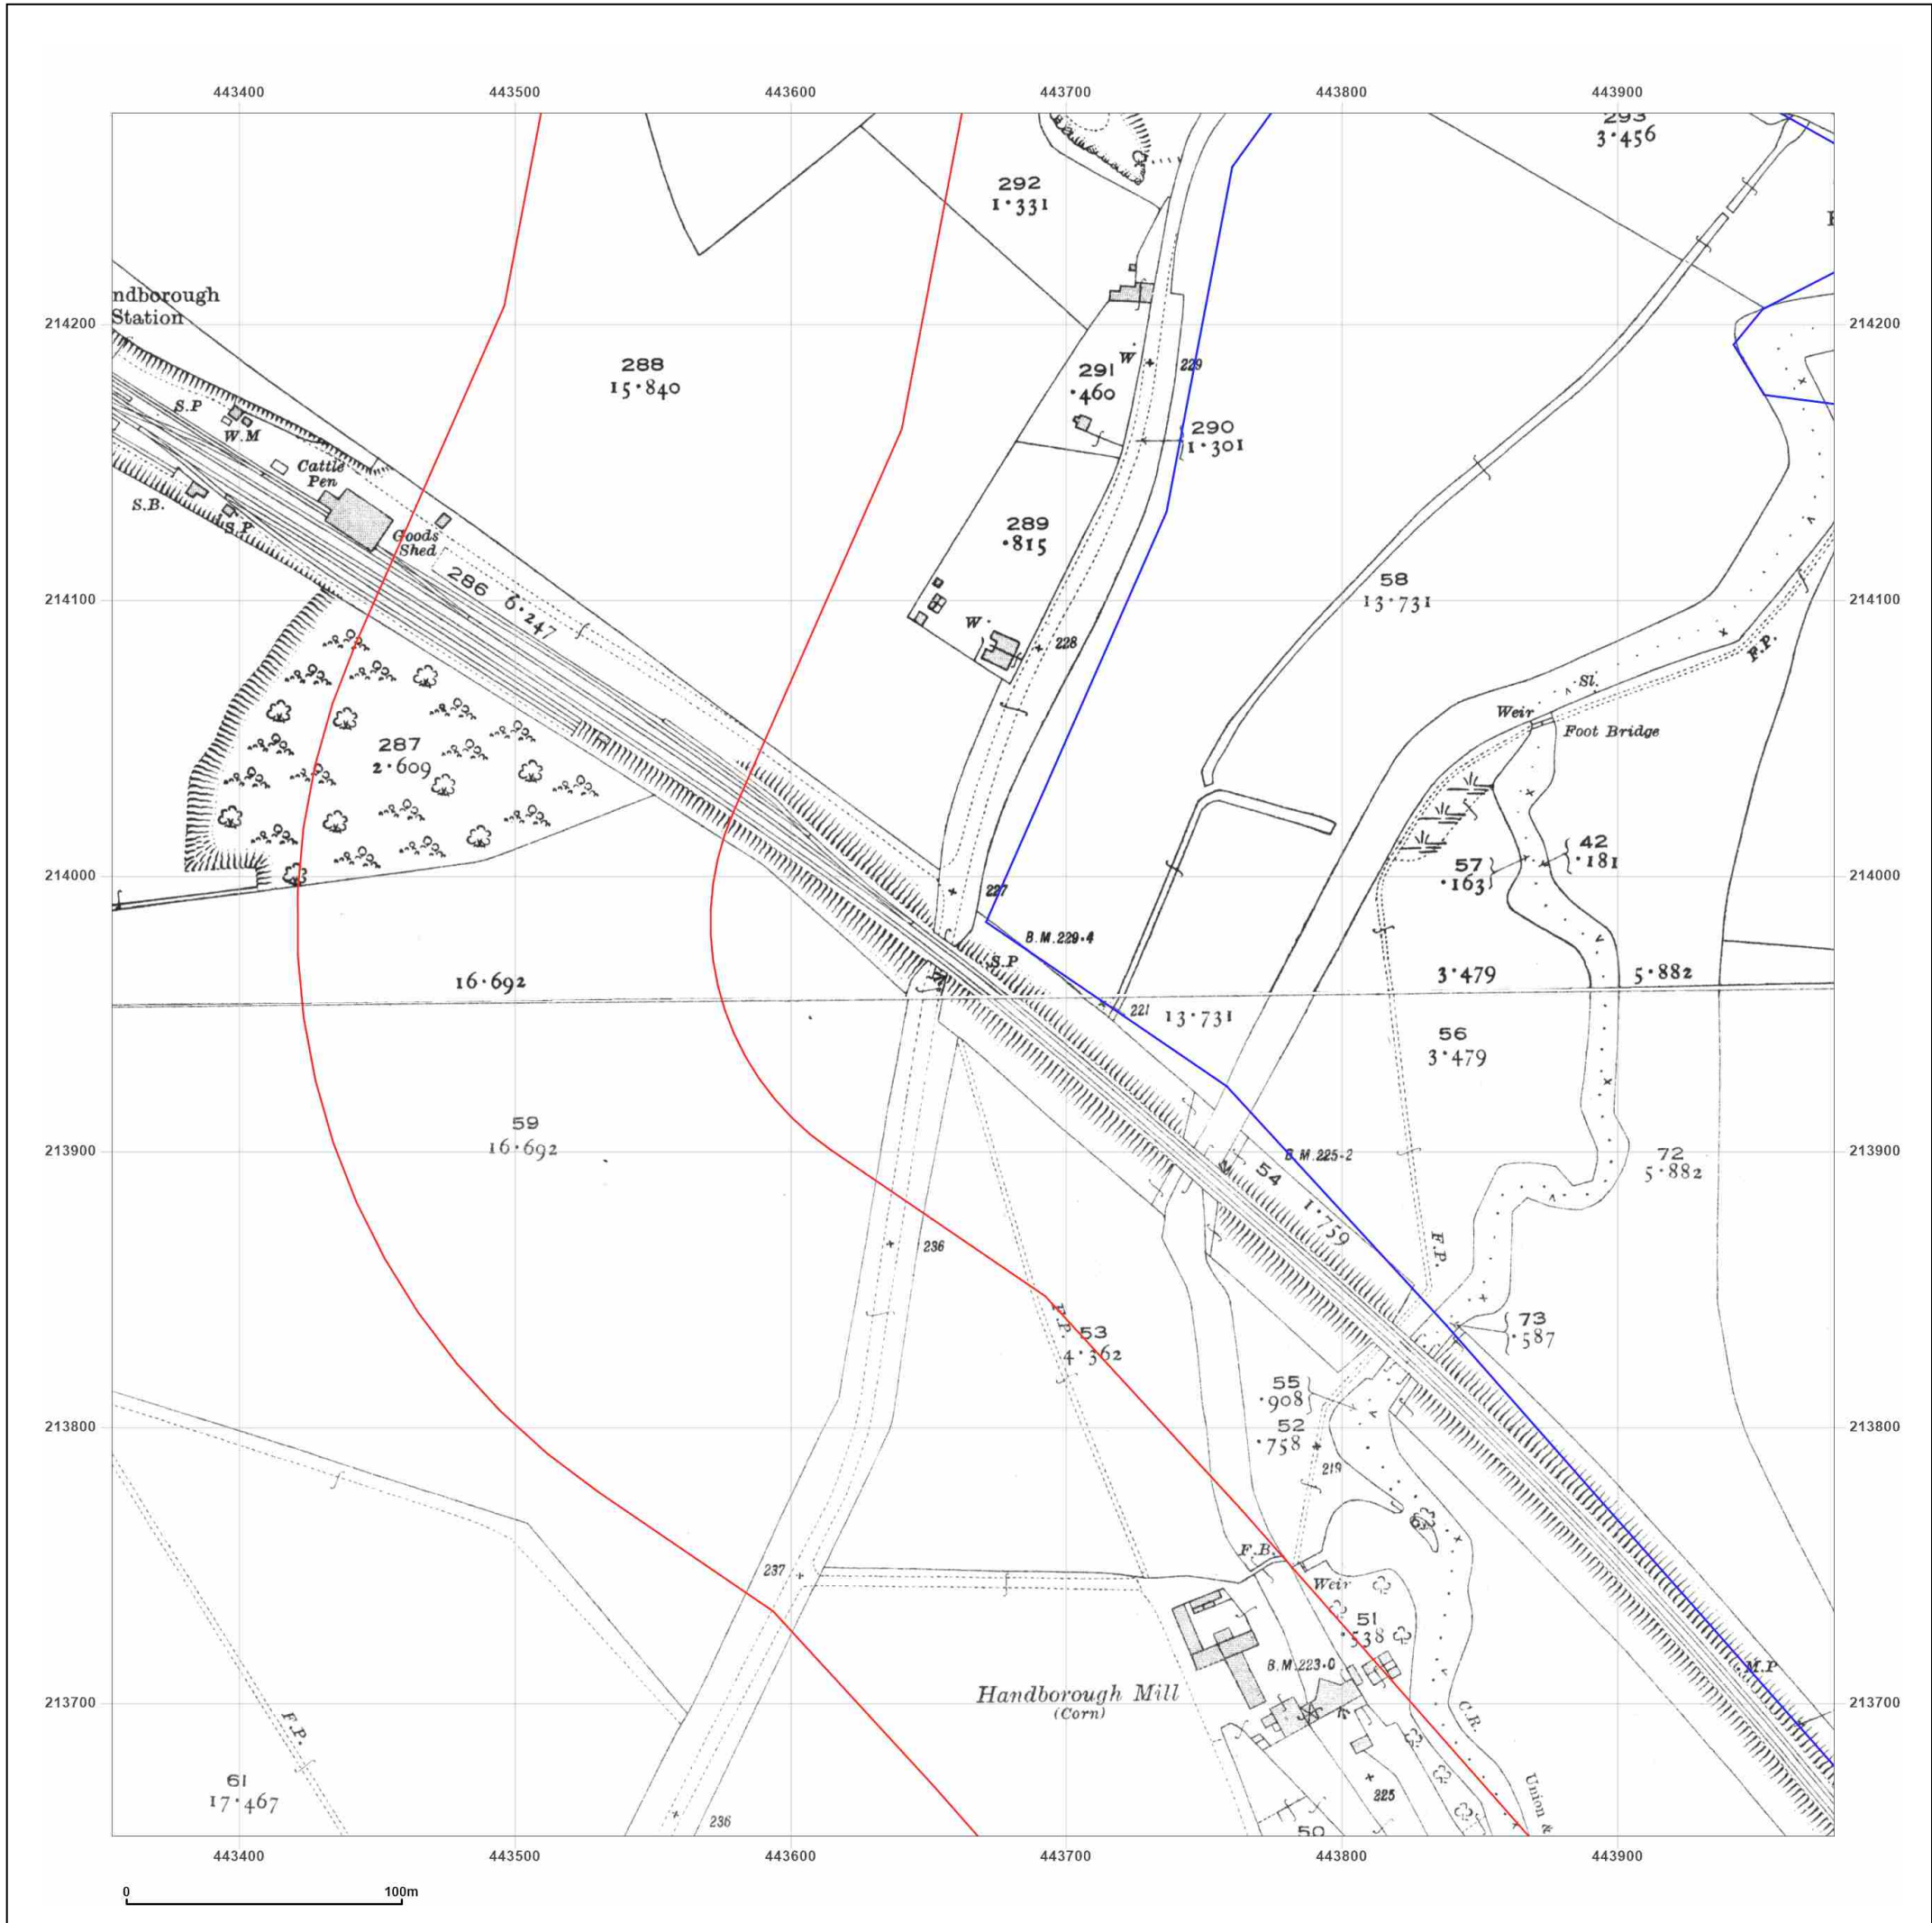 443400 443500 443600 443700 443800 443900
293
3·456
292
1·331
ndborough
Station
214200
214200
288
15·840
W
229
291
·460
S.P
W.M
290
1·301
Cattle
Pen
S.B.
S.P
Goods
Shed
289
·815
286 6·247
58
13·731
214100
214100
W
228
F.P.
Sl.
Weir
Foot Bridge
287
2·609
42
·181
57
·163
214000
214000
227
B.M.229·4
S.P
16·692
3·479
5·882
221
13·731
56
3·479
59
16·692
213900
213900
B.M.225·2
54 1·759
72
5·882
236
F.P.
F.P.
53
4·362
73
·587
55
·908
52
·758
213800
213800
219
F.B.
237
Weir
51
·538
B.M.223·0
M.P
Handborough Mill
(Corn)
213700
213700
C.R.
F.P.
61
17·467
225
Union &
236
50
443400 443500 443600 443700 443800 443900
0 100m